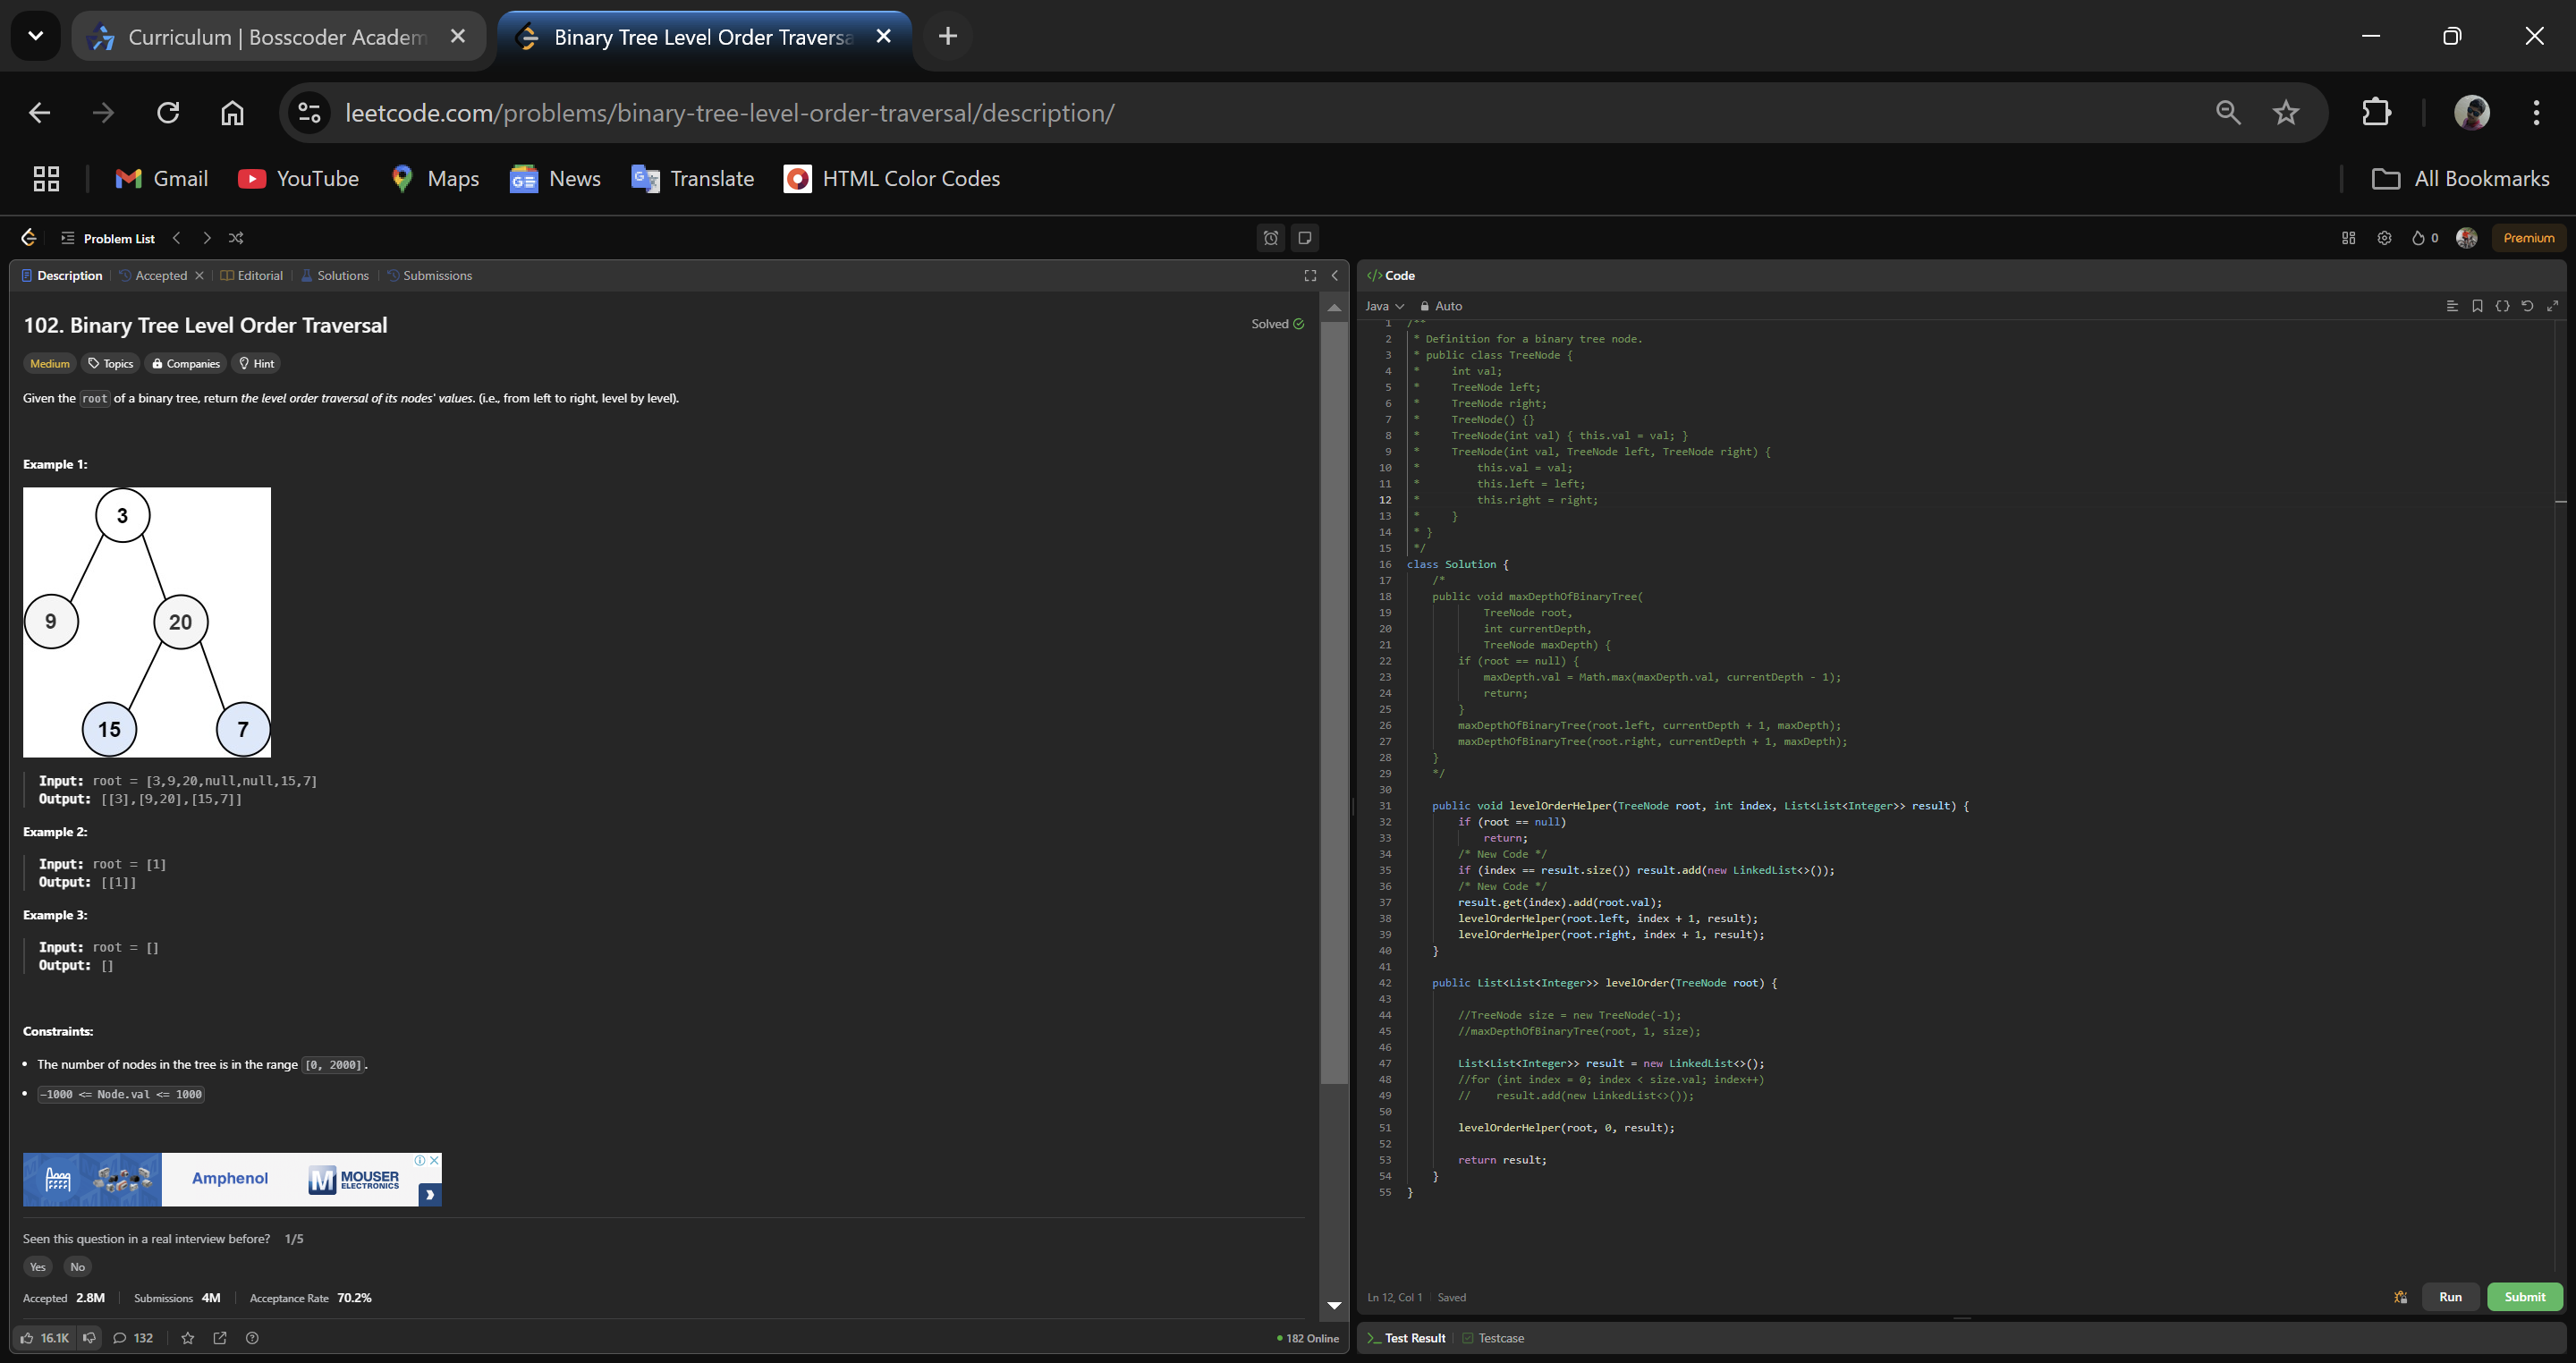 Curriculum | Bosscoder Academ
Binary Tree Level Order Traversa
leetcode.com/problems/binary-tree-level-order-traversal/description/
Gmail
YouTube
Maps
News
Translate
HTML Color Codes
All Bookmarks
Problem List
0
Premium
Description
Accepted
Editorial
Solutions
Submissions
102. Binary Tree Level Order Traversal
Solved
Medium
Topics
Companies
Hint
Given the root of a binary tree, return the level order traversal of its nodes' values. (i.e., from left to right, level by level).
Example 1:
3
9
20
15
7
Input: root = [3,9,20,null,null,15,7]
Output: [[3],[9,20],[15,7]]
Example 2:
Input: root = [1]
Output: [[1]]
Example 3:
Input: root = []
Output: []
Constraints:
• The number of nodes in the tree is in the range [0, 2000].
• -1000 <= Node.val <= 1000
Amphenol
M MOUSER
ELECTRONICS
Seen this question in a real interview before? 1/5
Yes
No
Accepted 2.8M
Submissions 4M
Acceptance Rate 70.2%
16.1K
132
182 Online
</> Code
Java
Auto
1 /**
2 * Definition for a binary tree node.
3 * public class TreeNode {
4 *     int val;
5 *     TreeNode left;
6 *     TreeNode right;
7 *     TreeNode() {}
8 *     TreeNode(int val) { this.val = val; }
9 *     TreeNode(int val, TreeNode left, TreeNode right) {
10 *         this.val = val;
11 *         this.left = left;
12 *         this.right = right;
13 *     }
14 * }
15 */
16 class Solution {
17     /*
18     public void maxDepthOfBinaryTree(
19             TreeNode root,
20             int currentDepth,
21             TreeNode maxDepth) {
22         if (root == null) {
23             maxDepth.val = Math.max(maxDepth.val, currentDepth - 1);
24             return;
25         }
26         maxDepthOfBinaryTree(root.left, currentDepth + 1, maxDepth);
27         maxDepthOfBinaryTree(root.right, currentDepth + 1, maxDepth);
28     }
29     */
30
31     public void levelOrderHelper(TreeNode root, int index, List<List<Integer>> result) {
32         if (root == null)
33             return;
34         /* New Code */
35         if (index == result.size()) result.add(new LinkedList<>());
36         /* New Code */
37         result.get(index).add(root.val);
38         levelOrderHelper(root.left, index + 1, result);
39         levelOrderHelper(root.right, index + 1, result);
40     }
41
42     public List<List<Integer>> levelOrder(TreeNode root) {
43
44         //TreeNode size = new TreeNode(-1);
45         //maxDepthOfBinaryTree(root, 1, size);
46
47         List<List<Integer>> result = new LinkedList<>();
48         //for (int index = 0; index < size.val; index++)
49         //    result.add(new LinkedList<>());
50
51         levelOrderHelper(root, 0, result);
52
53         return result;
54     }
55 }
Ln 12, Col 1
Saved
Run
Submit
>_ Test Result
Testcase